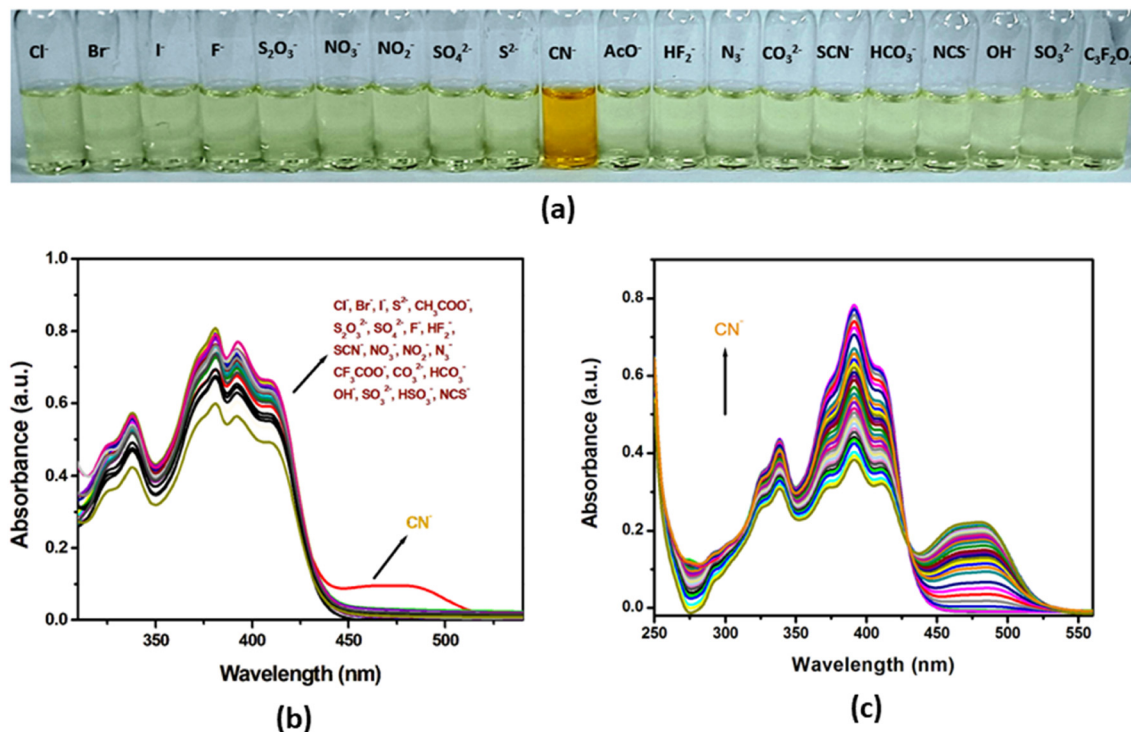 Cl⁻ Br⁻ I⁻ F⁻ S₂O₃⁻ NO₃⁻ NO₂⁻ SO₄²⁻ S²⁻ CN⁻ AcO⁻ HF₂⁻ N₃⁻ CO₃²⁻ SCN⁻ HCO₃⁻ NCS⁻ OH⁻ SO₃²⁻ C₃F₂O₂
(a)
1.0
0.8
0.6
0.4
0.2
0.0
Absorbance (a.u.)
Cl⁻, Br⁻, I⁻, S²⁻, CH₃COO⁻,
S₂O₃²⁻, SO₄²⁻, F⁻, HF₂⁻,
SCN⁻, NO₃⁻, NO₂⁻, N₃⁻
CF₃COO⁻, CO₃²⁻, HCO₃⁻
OH⁻, SO₃²⁻, HSO₃⁻, NCS⁻
CN⁻
350 400 450 500
Wavelength (nm)
(b)
0.8
0.6
0.4
0.2
0.0
Absorbance (a.u.)
CN⁻
250 300 350 400 450 500 550
Wavelength (nm)
(c)